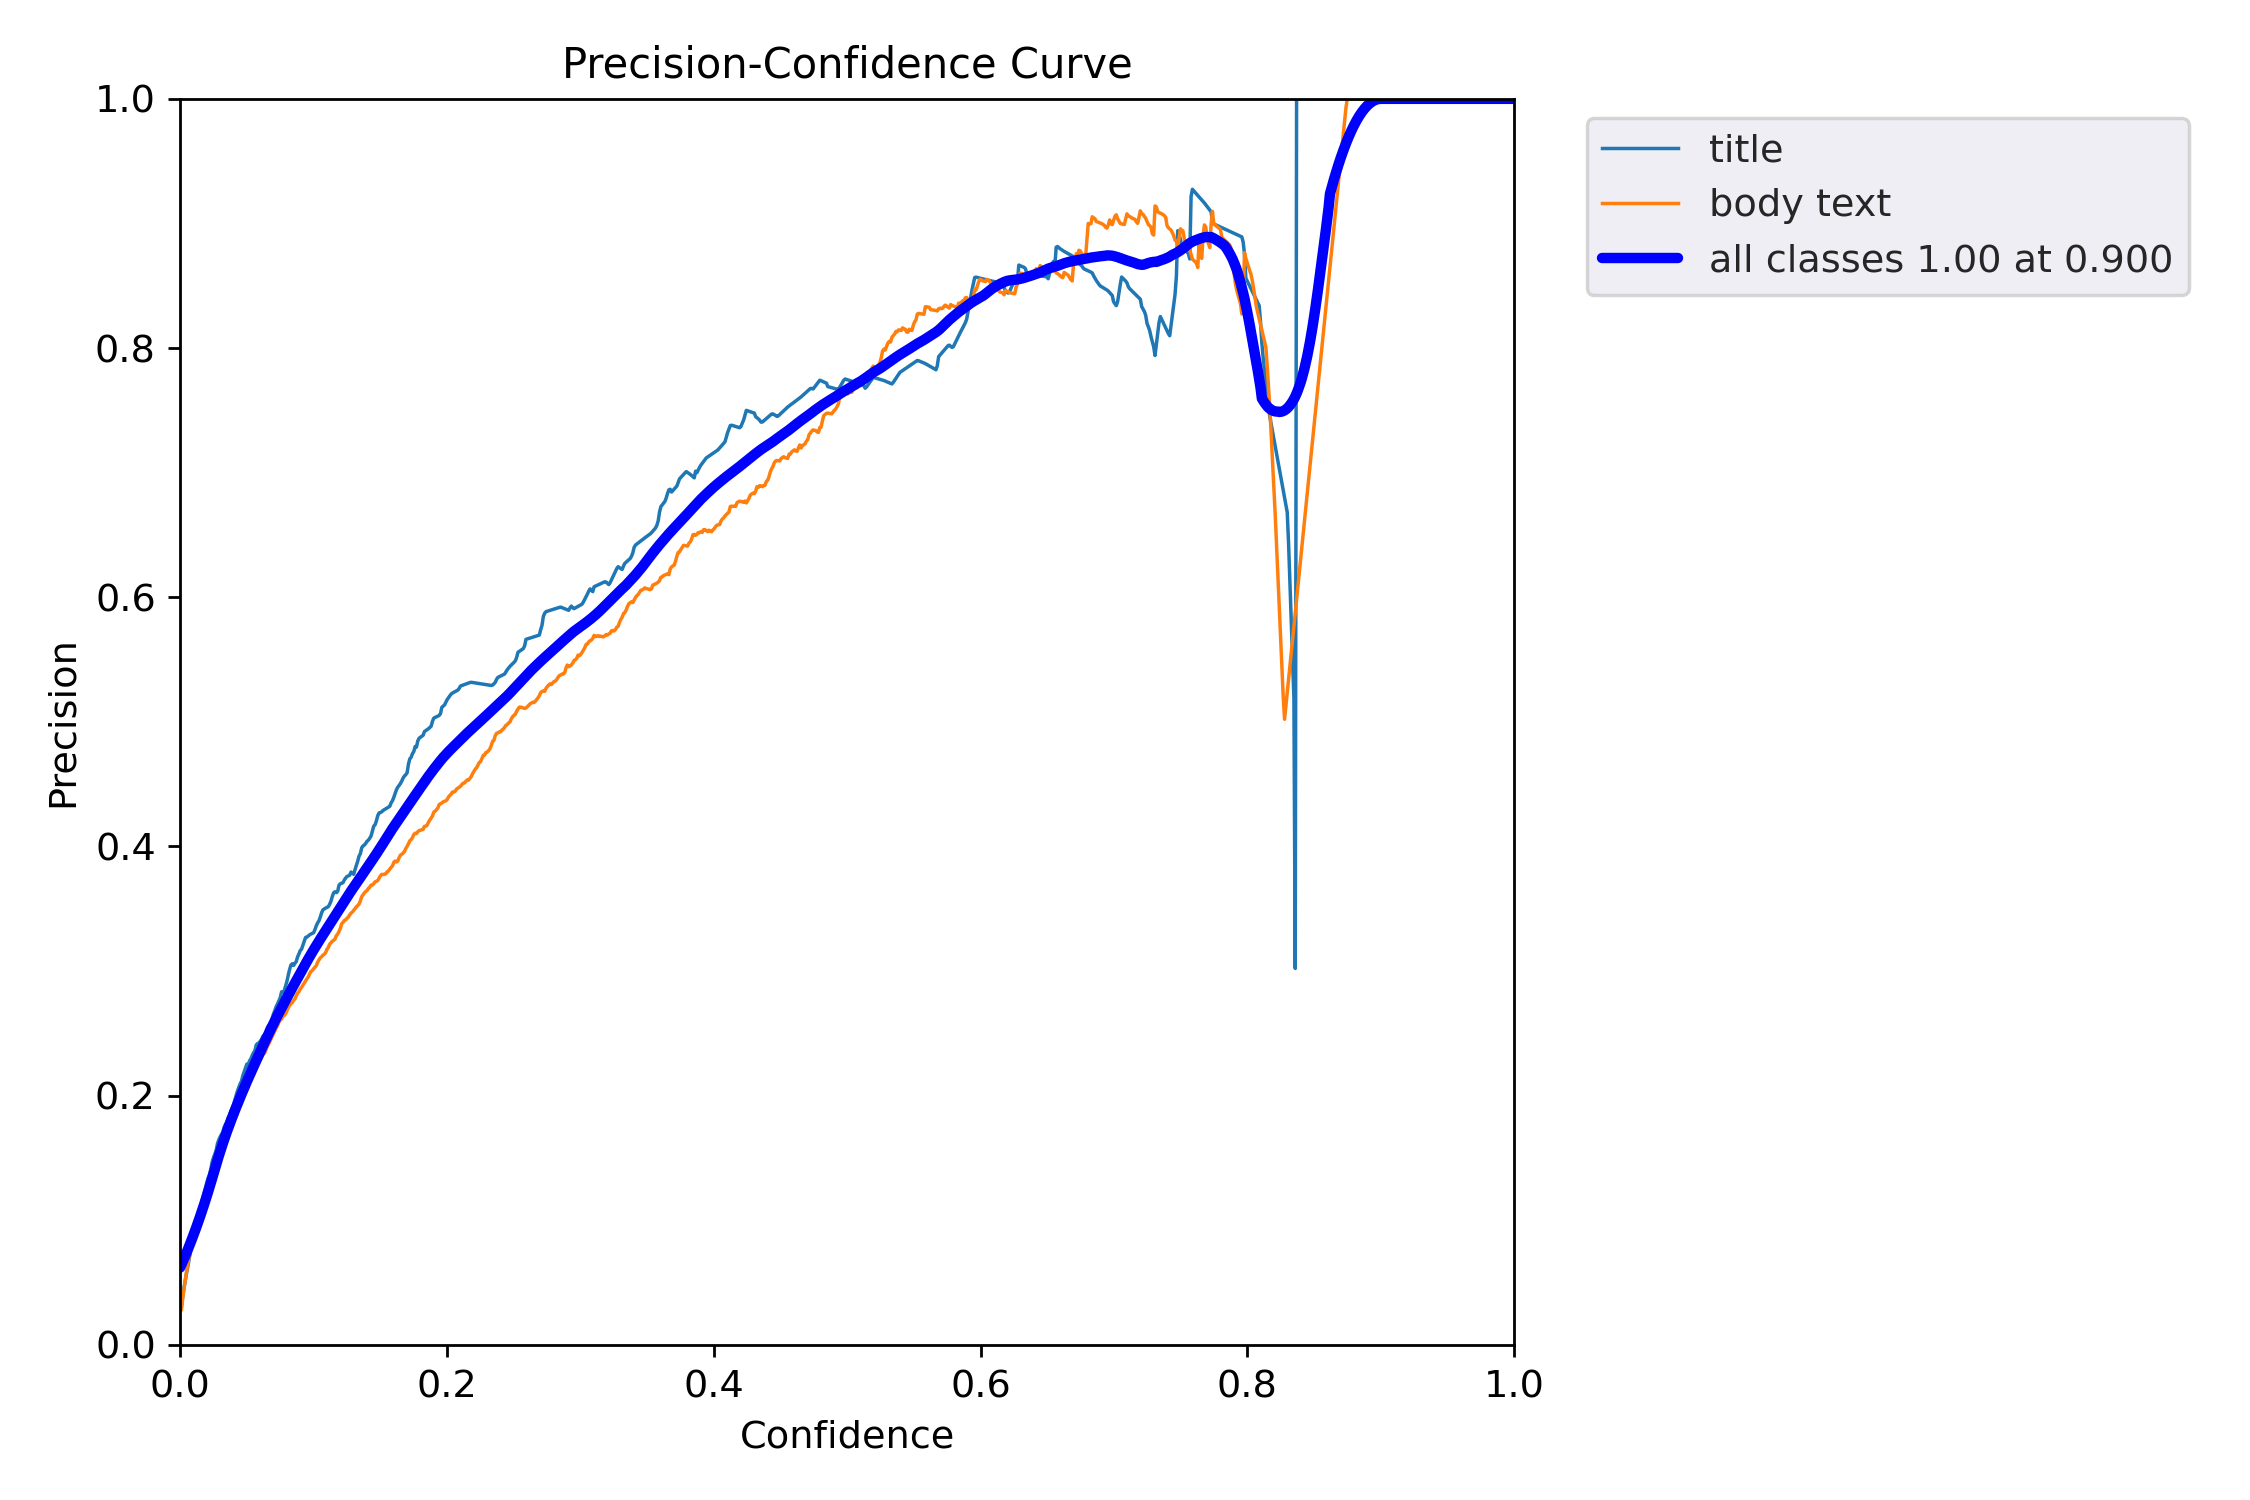 Precision-Confidence Curve
1.0
0.8
0.6
0.4
0.2
0.0
Precision
0.0 0.2 0.4 0.6 0.8 1.0
Confidence
title
body text
all classes 1.00 at 0.900